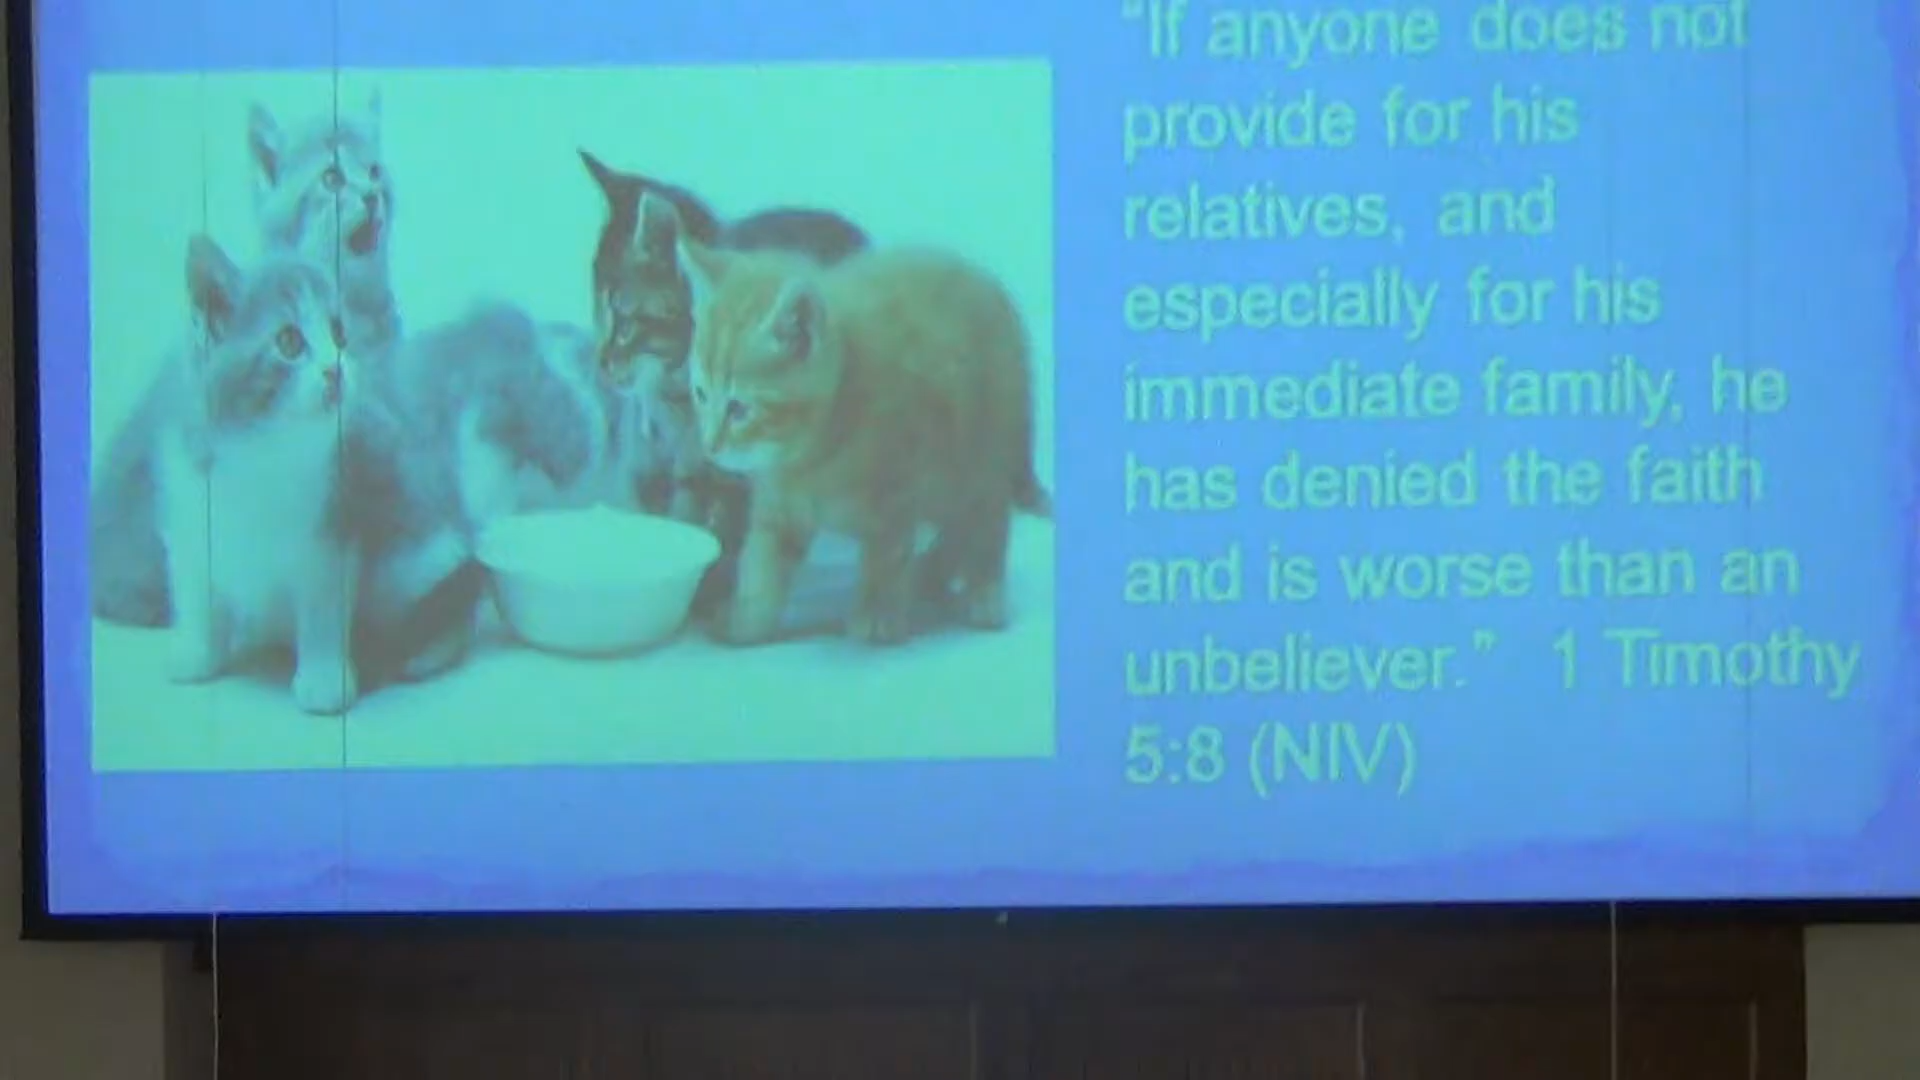 "If anyone does not
provide for his
relatives, and
especially for his
immediate family, he
has denied the faith
and is worse than an
unbeliever." 1 Timothy
5:8 (NIV)